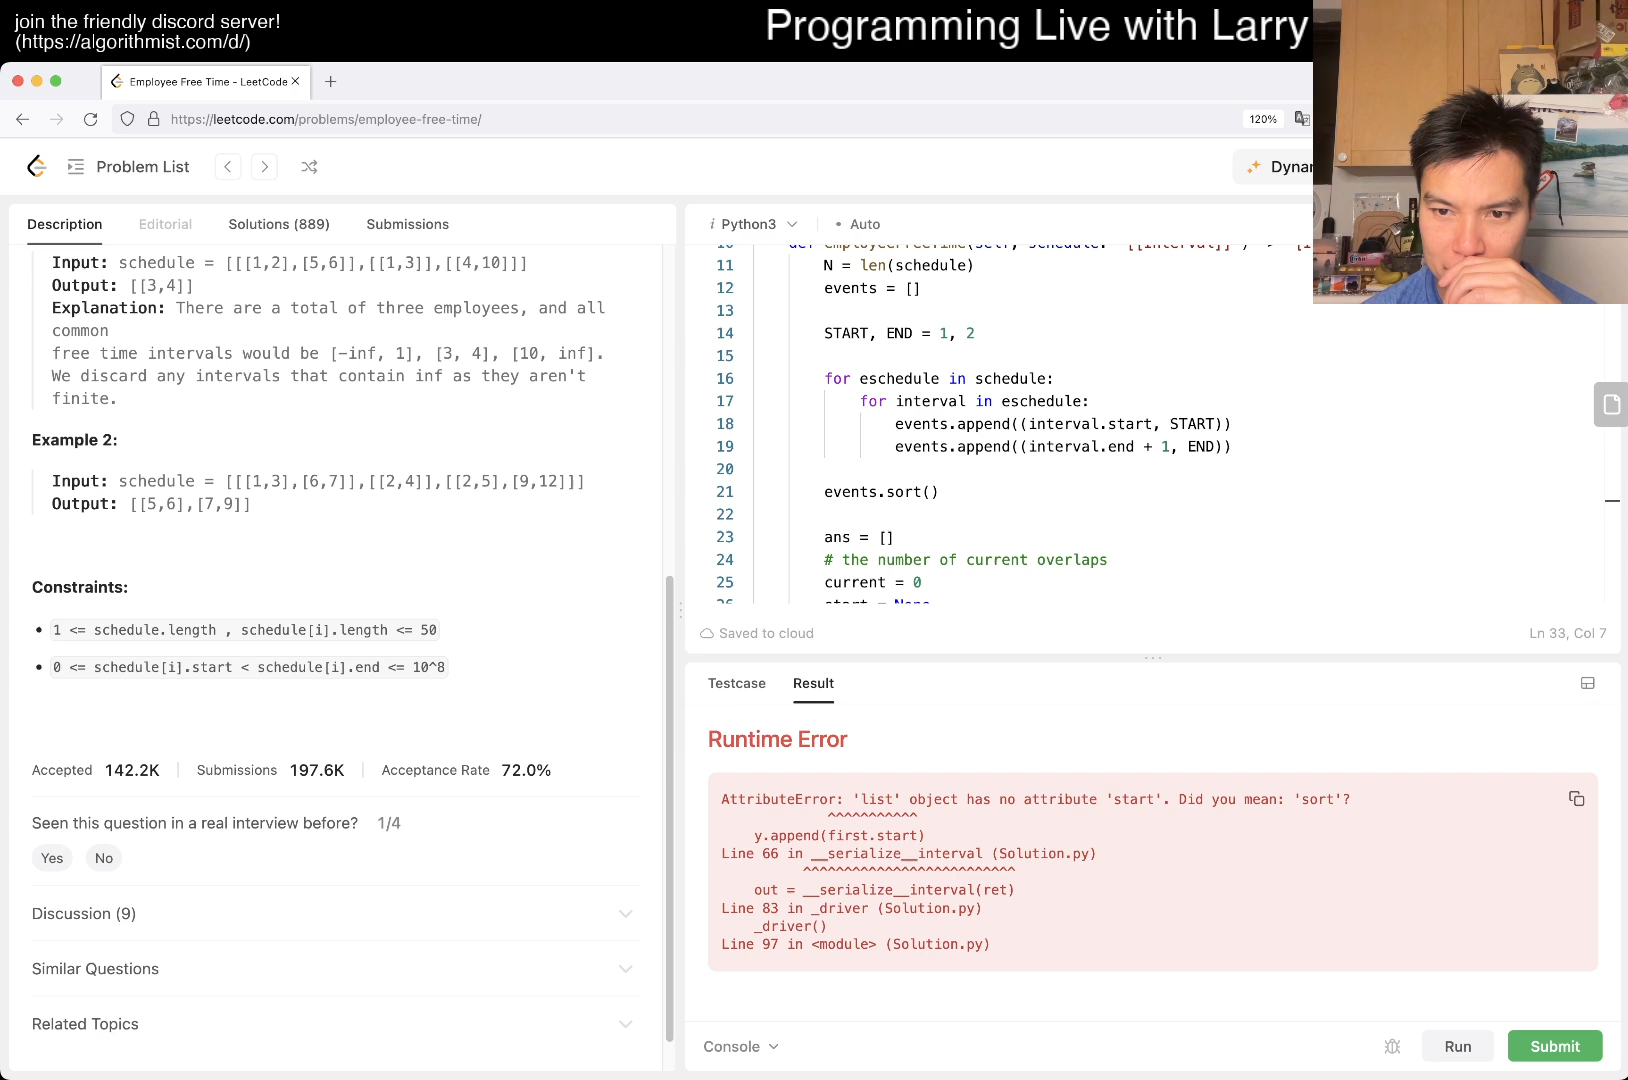 join the friendly discord server!
(https://algorithmist.com/d/)
Programming Live with Larry
Employee Free Time - LeetCode
https://leetcode.com/problems/employee-free-time/
120%
Problem List
Dynar
Description
Editorial
Solutions (889)
Submissions
Input: schedule = [[[1,2],[5,6]],[[1,3]],[[4,10]]]
Output: [[3,4]]
Explanation: There are a total of three employees, and all
common
free time intervals would be [-inf, 1], [3, 4], [10, inf].
We discard any intervals that contain inf as they aren't
finite.
Example 2:
Input: schedule = [[[1,3],[6,7]],[[2,4]],[[2,5],[9,12]]]
Output: [[5,6],[7,9]]
Constraints:
• 1 <= schedule.length , schedule[i].length <= 50
• 0 <= schedule[i].start < schedule[i].end <= 10^8
Accepted 142.2K
Submissions 197.6K
Acceptance Rate 72.0%
Seen this question in a real interview before? 1/4
Yes
No
Discussion (9)
Similar Questions
Related Topics
i Python3
• Auto
11 N = len(schedule)
12 events = []
13
14 START, END = 1, 2
15
16 for eschedule in schedule:
17 for interval in eschedule:
18 events.append((interval.start, START))
19 events.append((interval.end + 1, END))
20
21 events.sort()
22
23 ans = []
24 # the number of current overlaps
25 current = 0
26 start = None
Saved to cloud
Ln 33, Col 7
Testcase
Result
Runtime Error
AttributeError: 'list' object has no attribute 'start'. Did you mean: 'sort'?
^^^^^^^^^^^
y.append(first.start)
Line 66 in __serialize__interval (Solution.py)
^^^^^^^^^^^^^^^^^^^^^^^^^^
out = __serialize__interval(ret)
Line 83 in _driver (Solution.py)
_driver()
Line 97 in <module> (Solution.py)
Console
Run
Submit